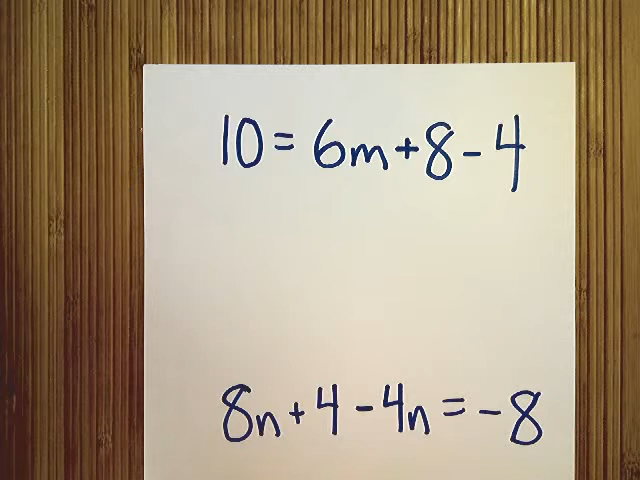 10 = 6m + 8 - 4
8n + 4 - 4n = -8